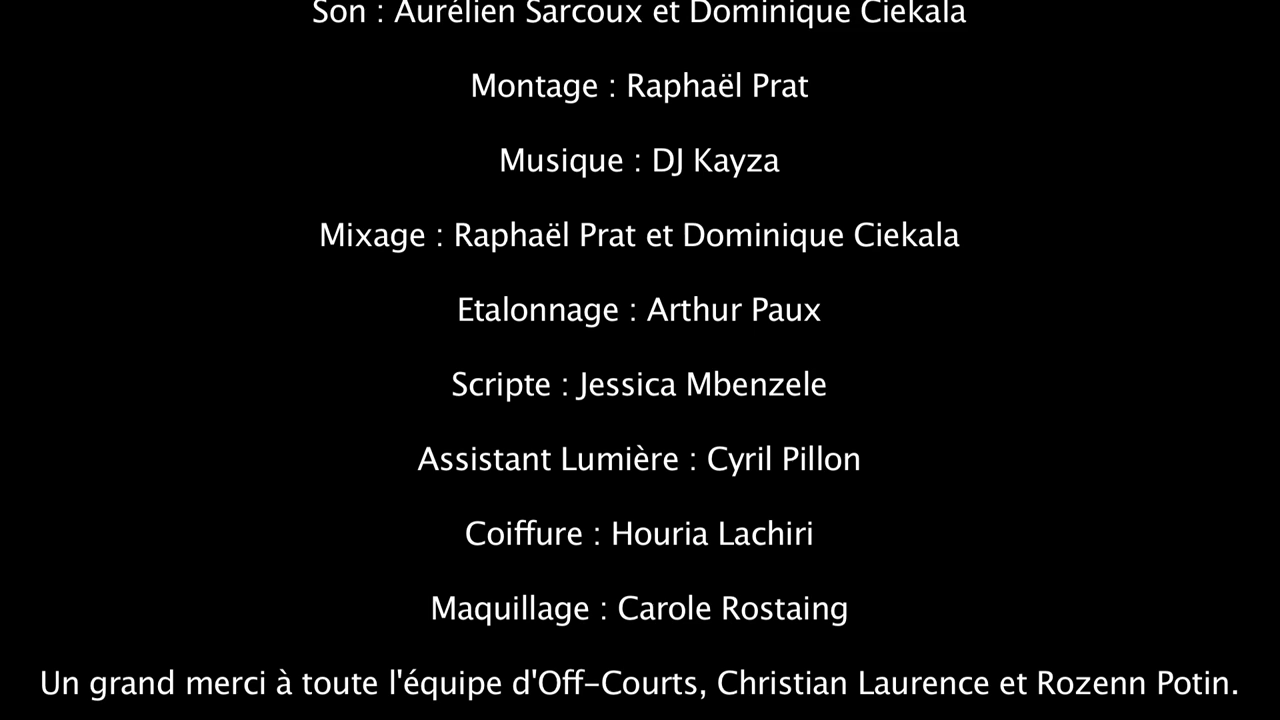 Son : Aurélien Sarcoux et Dominique Ciekala
Montage : Raphaël Prat
Musique : DJ Kayza
Mixage : Raphaël Prat et Dominique Ciekala
Etalonnage : Arthur Paux
Scripte : Jessica Mbenzele
Assistant Lumière : Cyril Pillon
Coiffure : Houria Lachiri
Maquillage : Carole Rostaing
Un grand merci à toute l'équipe d'Off-Courts, Christian Laurence et Rozenn Potin.